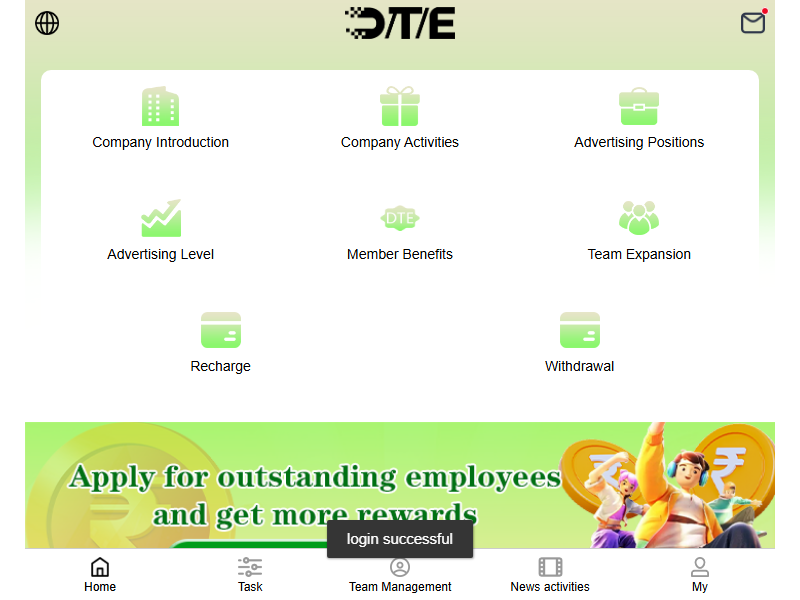 DTE
Company Introduction
Company Activities
Advertising Positions
Advertising Level
DTE
Member Benefits
Team Expansion
Recharge
Withdrawal
Apply for outstanding employees
and get more rewards
login successful
Home
Task
Team Management
News activities
My